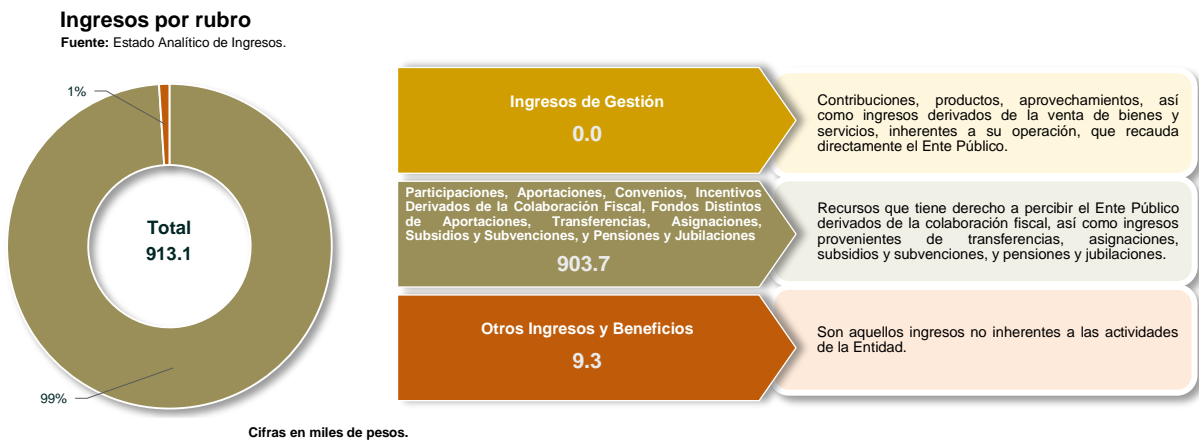 Ingresos por rubro
Fuente: Estado Analítico de Ingresos.
1%
Total
913.1
99%
Ingresos de Gestión
0.0
Contribuciones, productos, aprovechamientos, así
como ingresos derivados de la venta de bienes y
servicios, inherentes a su operación, que recauda
directamente el Ente Público.
Participaciones, Aportaciones, Convenios, Incentivos
Derivados de la Colaboración Fiscal, Fondos Distintos
de Aportaciones, Transferencias, Asignaciones,
Subsidios y Subvenciones, y Pensiones y Jubilaciones
903.7
Recursos que tiene derecho a percibir el Ente Público
derivados de la colaboración fiscal, así como ingresos
provenientes de transferencias, asignaciones,
subsidios y subvenciones, y pensiones y jubilaciones.
Otros Ingresos y Beneficios
9.3
Son aquellos ingresos no inherentes a las actividades
de la Entidad.
Cifras en miles de pesos.